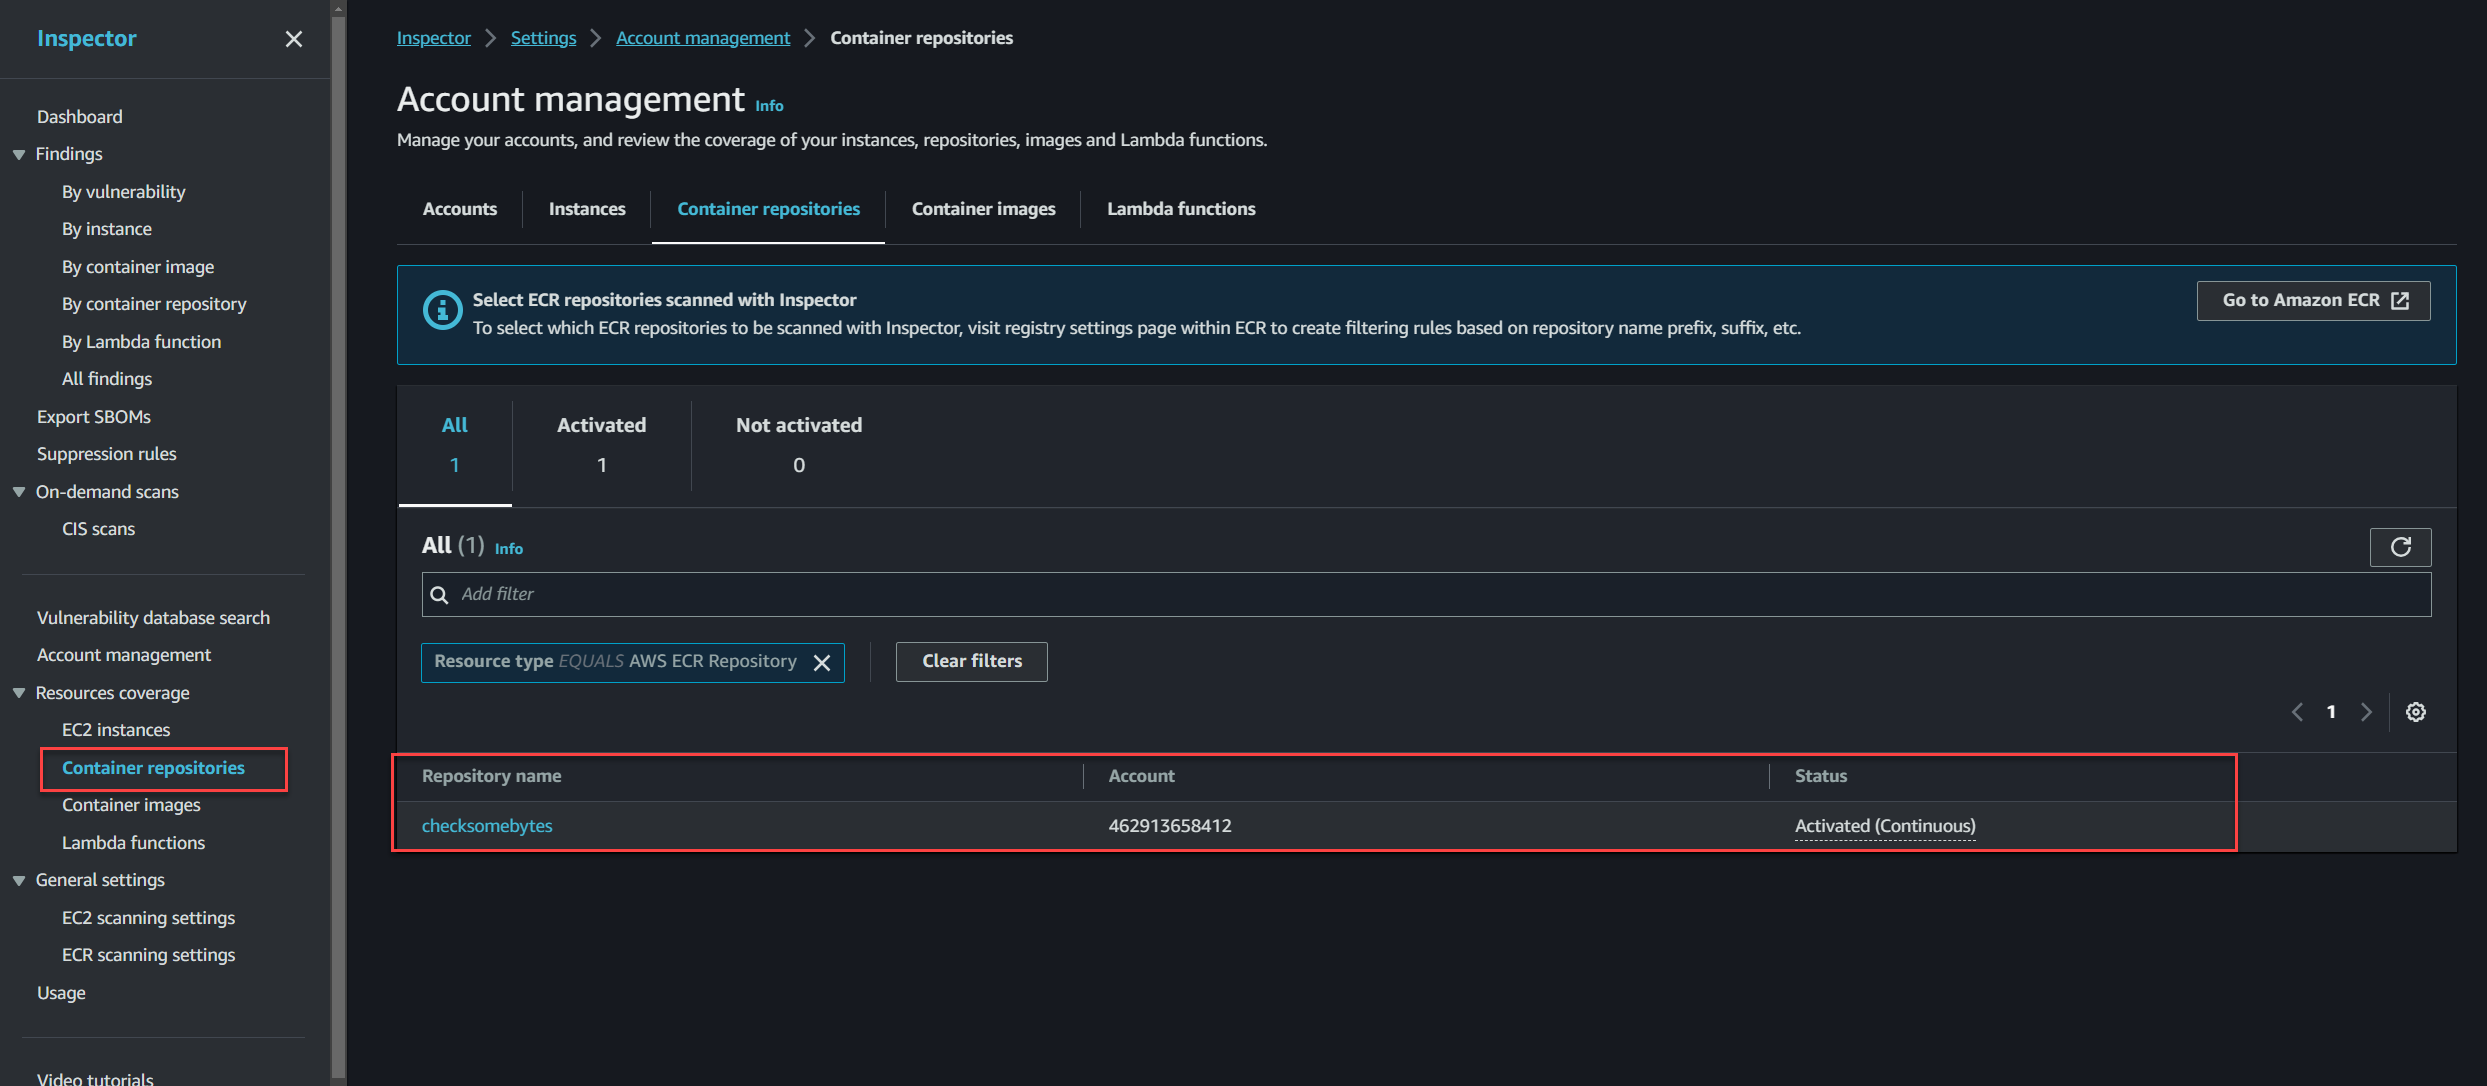 Inspector
Dashboard
Findings
By vulnerability
By instance
By container image
By container repository
By Lambda function
All findings
Export SBOMs
Suppression rules
On-demand scans
CIS scans
Vulnerability database search
Account management
Resources coverage
EC2 instances
Container repositories
Container images
Lambda functions
General settings
EC2 scanning settings
ECR scanning settings
Usage
Video tutorials
Inspector Settings Account management Container repositories
Account management Info
Manage your accounts, and review the coverage of your instances, repositories, images and Lambda functions.
Accounts Instances Container repositories Container images Lambda functions
Select ECR repositories scanned with Inspector
To select which ECR repositories to be scanned with Inspector, visit registry settings page within ECR to create filtering rules based on repository name prefix, suffix, etc.
Go to Amazon ECR
All Activated Not activated
1 1 0
All (1) Info
Add filter
Resource type EQUALS AWS ECR Repository Clear filters
1
Repository name Account Status
checksomebytes 462913658412 Activated (Continuous)